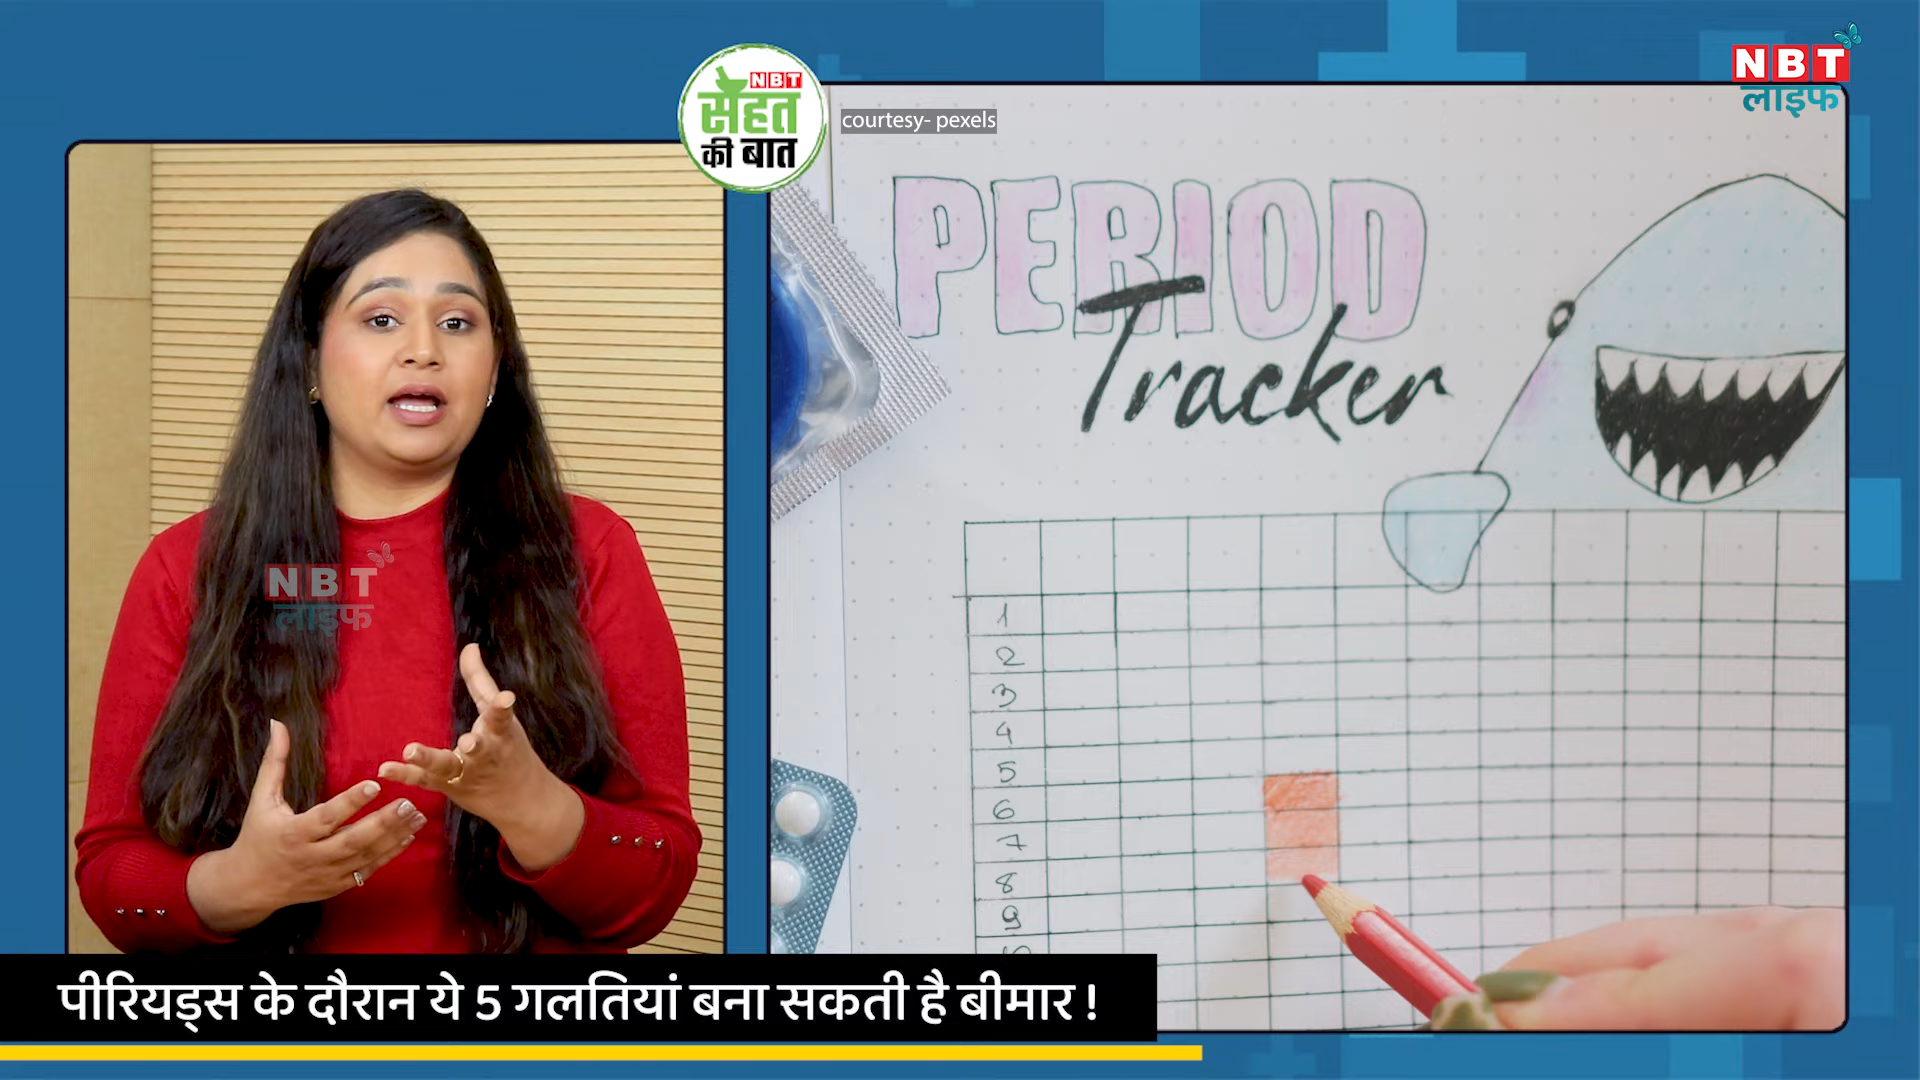 NBT
सेहत
की बात
courtesy- pexels
NBT
लाइफ
PERIOD
Tracker
NBT
लाइफ
1
2
3
4
5
6
7
8
9
पीरियड्स के दौरान ये 5 गलतियां बना सकती है बीमार !